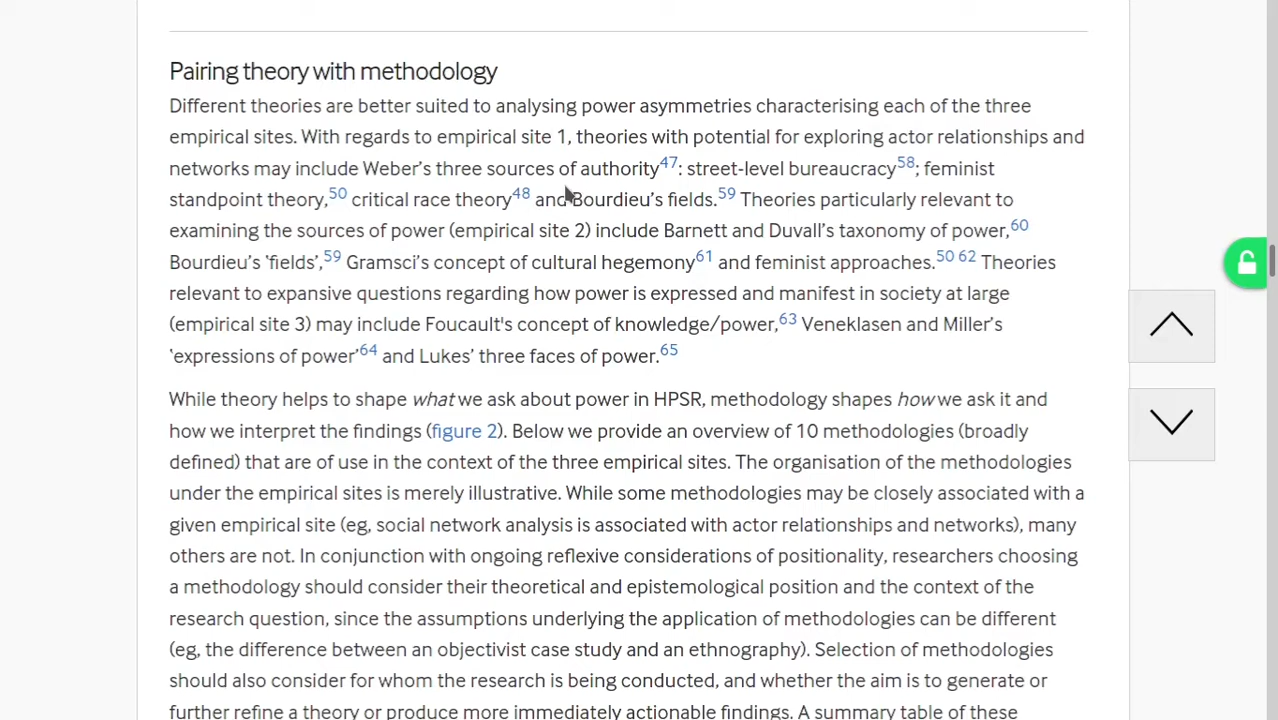 Pairing theory with methodology
Different theories are better suited to analysing power asymmetries characterising each of the three
empirical sites. With regards to empirical site 1, theories with potential for exploring actor relationships and
networks may include Weber's three sources of authority47: street-level bureaucracy58; feminist
standpoint theory,50 critical race theory48 and Bourdieu's fields.59 Theories particularly relevant to
examining the sources of power (empirical site 2) include Barnett and Duvall's taxonomy of power,60
Bourdieu's 'fields',59 Gramsci's concept of cultural hegemony61 and feminist approaches.50 62 Theories
relevant to expansive questions regarding how power is expressed and manifest in society at large
(empirical site 3) may include Foucault's concept of knowledge/power,63 Veneklasen and Miller's
'expressions of power'64 and Lukes' three faces of power.65
While theory helps to shape what we ask about power in HPSR, methodology shapes how we ask it and
how we interpret the findings (figure 2). Below we provide an overview of 10 methodologies (broadly
defined) that are of use in the context of the three empirical sites. The organisation of the methodologies
under the empirical sites is merely illustrative. While some methodologies may be closely associated with a
given empirical site (eg, social network analysis is associated with actor relationships and networks), many
others are not. In conjunction with ongoing reflexive considerations of positionality, researchers choosing
a methodology should consider their theoretical and epistemological position and the context of the
research question, since the assumptions underlying the application of methodologies can be different
(eg, the difference between an objectivist case study and an ethnography). Selection of methodologies
should also consider for whom the research is being conducted, and whether the aim is to generate or
further refine a theory or produce more immediately actionable findings. A summary table of these